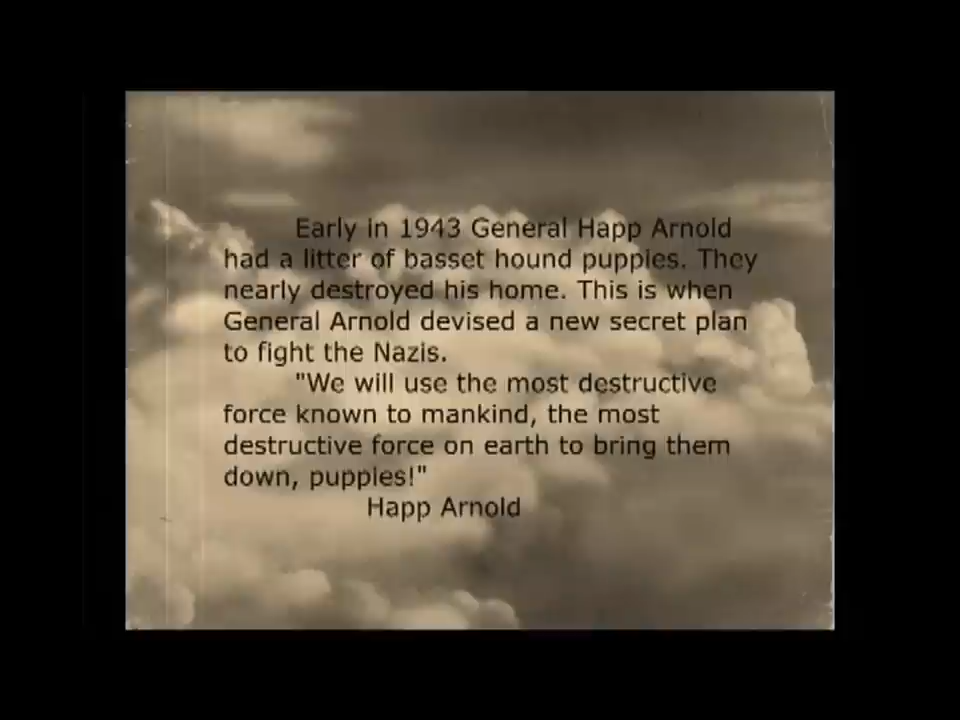 Early in 1943 General Happ Arnold
had a litter of basset hound puppies. They
nearly destroyed his home. This is when
General Arnold devised a new secret plan
to fight the Nazis.
"We will use the most destructive
force known to mankind, the most
destructive force on earth to bring them
down, puppies!"
Happ Arnold